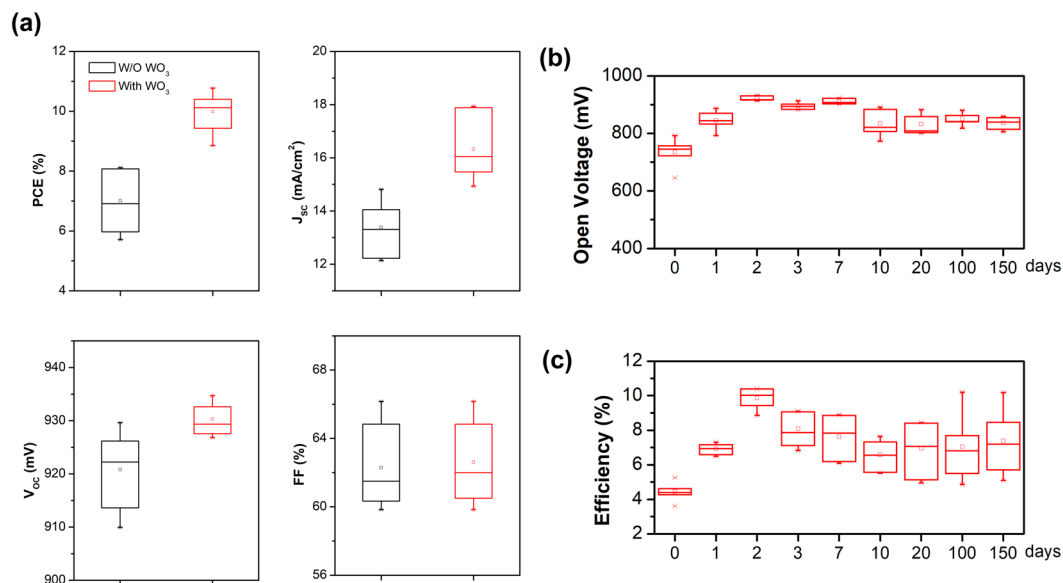 (a)
12
10
8
6
4
PCE (%)
W/O WO3
With WO3
20
18
16
14
12
JSC (mA/cm2)
940
930
920
910
900
VOC (mV)
68
64
60
56
FF (%)
(b)
1000
800
600
400
Open Voltage (mV)
0 1 2 3 7 10 20 100 150 days
(c)
12
10
8
6
4
2
Efficiency (%)
0 1 2 3 7 10 20 100 150 days